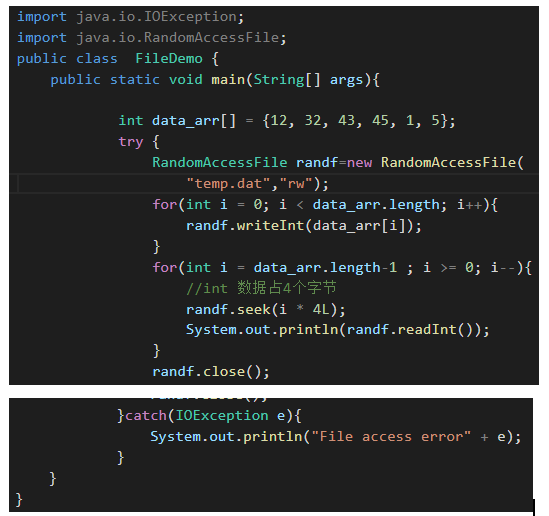 import java.io.IOException;
import java.io.RandomAccessFile;
public class  FileDemo {
    public static void main(String[] args){
            int data_arr[] = {12, 32, 43, 45, 1, 5};
            try {
                RandomAccessFile randf=new RandomAccessFile(
                    "temp.dat","rw");
                for(int i = 0; i < data_arr.length; i++){
                    randf.writeInt(data_arr[i]);
                }
                for(int i = data_arr.length-1 ; i >= 0; i--){
                    //int 数据占4个字节
                    randf.seek(i * 4L);
                    System.out.println(randf.readInt());
                }
                randf.close();
            }catch(IOException e){
                System.out.println("File access error" + e);
            }
    }
}